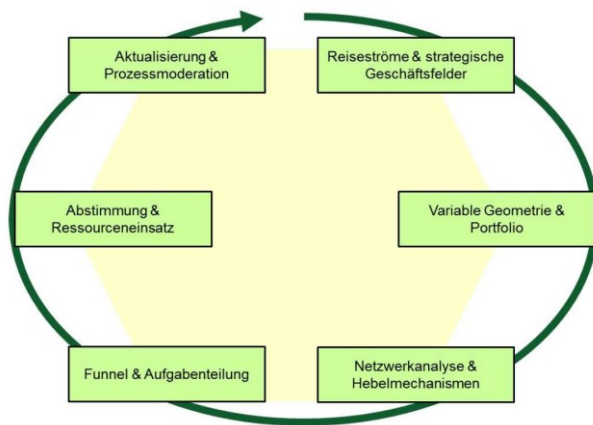 Aktualisierung &
Prozessmoderation
Reiseströme & strategische
Geschäftsfelder
Abstimmung &
Ressourceneinsatz
Variable Geometrie &
Portfolio
Funnel & Aufgabenteilung
Netzwerkanalyse &
Hebelmechanismen